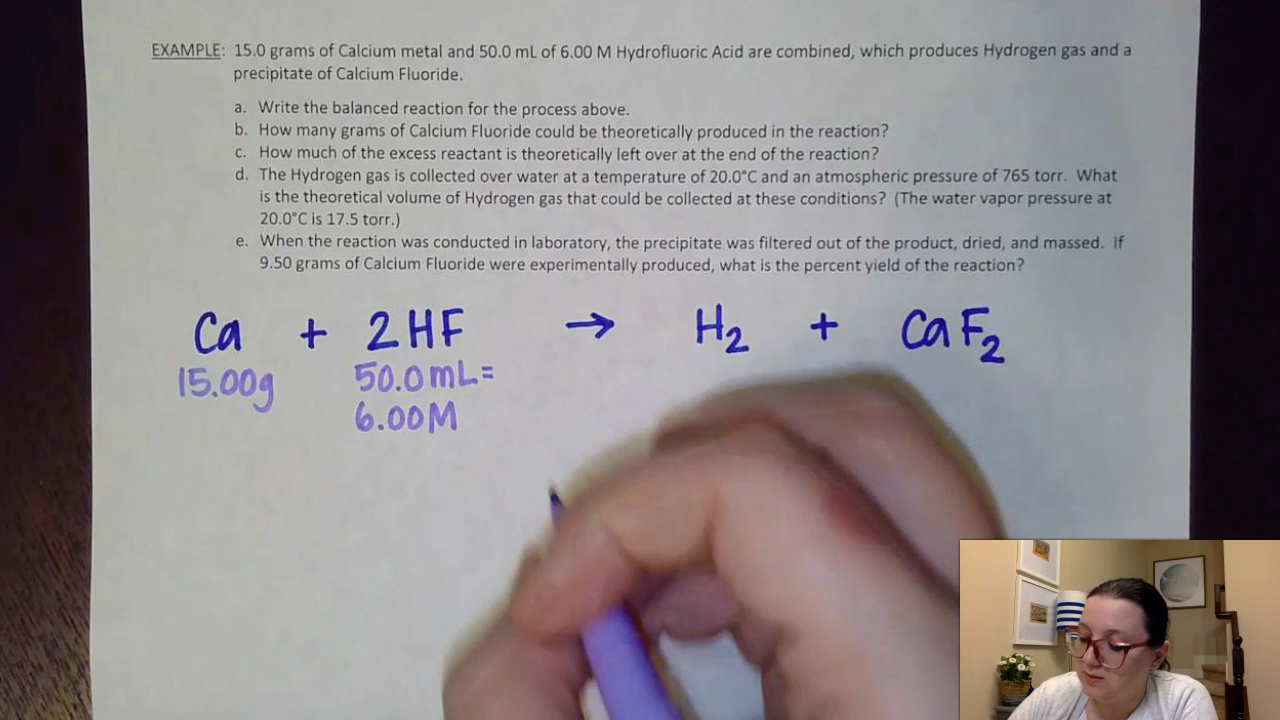 EXAMPLE: 15.0 grams of Calcium metal and 50.0 mL of 6.00 M Hydrofluoric Acid are combined, which produces Hydrogen gas and a
precipitate of Calcium Fluoride.
a. Write the balanced reaction for the process above.
b. How many grams of Calcium Fluoride could be theoretically produced in the reaction?
c. How much of the excess reactant is theoretically left over at the end of the reaction?
d. The Hydrogen gas is collected over water at a temperature of 20.0°C and an atmospheric pressure of 765 torr. What
is the theoretical volume of Hydrogen gas that could be collected at these conditions? (The water vapor pressure at
20.0°C is 17.5 torr.)
e. When the reaction was conducted in laboratory, the precipitate was filtered out of the product, dried, and massed. If
9.50 grams of Calcium Fluoride were experimentally produced, what is the percent yield of the reaction?
Ca + 2HF → H₂ + CaF₂
15.00g 50.0mL=
6.00M